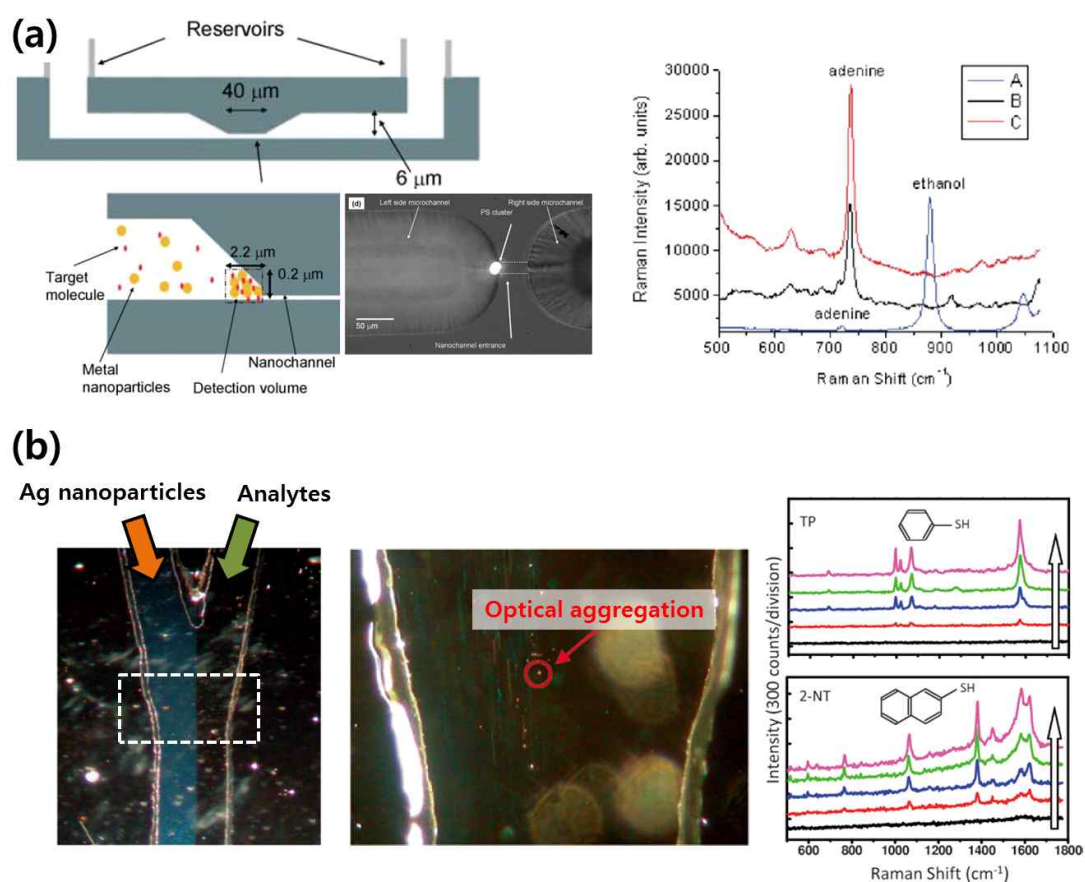 (a)
Reservoirs
40 μm
6 μm
2.2 μm
0.2 μm
Target
molecule
Metal
nanoparticles
Detection volume
Nanochannel
(d)
Left side microchannel
PS cluster
Right side microchannel
50 μm
Nanochannel entrance
adenine
ethanol
adenine
A
B
C
30000
25000
20000
15000
10000
5000
Raman Intensity (arb. units)
500 600 700 800 900 1000 1100
Raman Shift (cm⁻¹)
(b)
Ag nanoparticles
Analytes
Optical aggregation
TP
SH
2-NT
SH
Intensity (300 counts/division)
600 800 1000 1200 1400 1600 1800
Raman Shift (cm⁻¹)